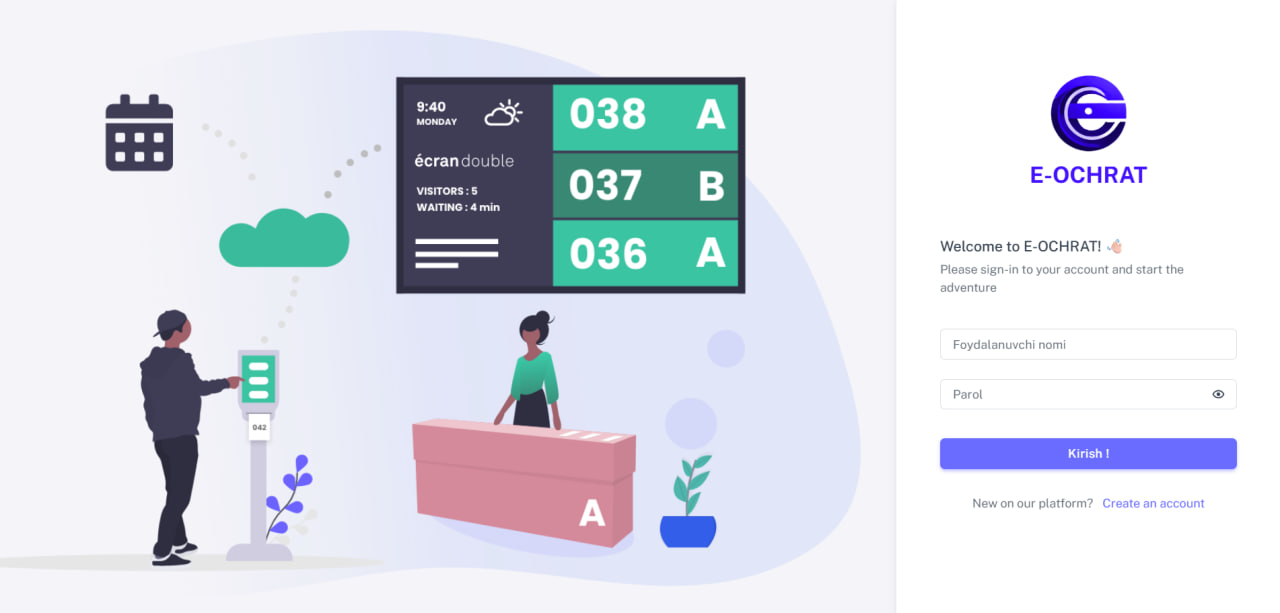 9:40
MONDAY
écran double
VISITORS : 5
WAITING : 4 min
038 A
037 B
036 A
042
A
E-OCHRAT
Welcome to E-OCHRAT! 👋🏻
Please sign-in to your account and start the
adventure
Foydalanuvchi nomi
Parol
Kirish !
New on our platform? Create an account